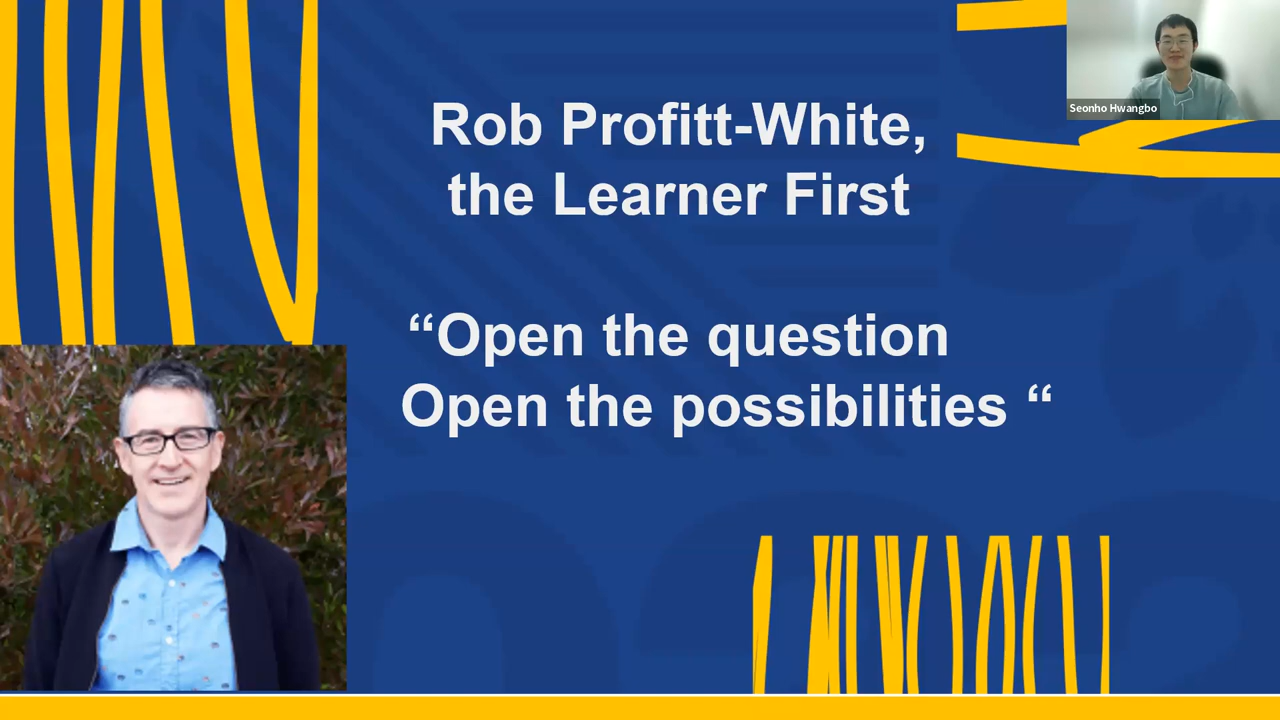 Rob Profitt-White,
the Learner First
“Open the question
Open the possibilities “
Seonho Hwangbo